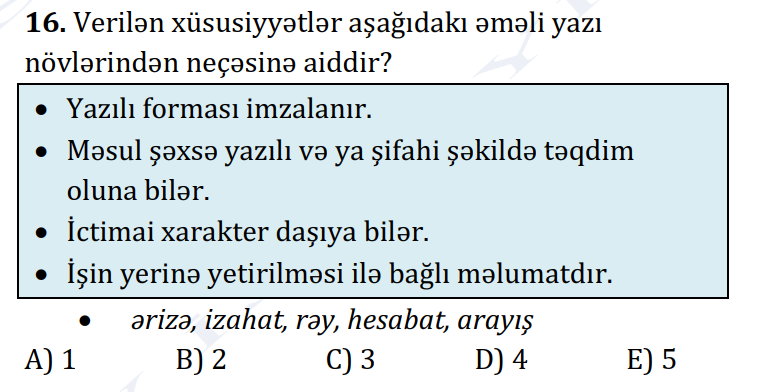 16. Verilən xüsusiyyətlər aşağıdakı əməli yazı
növlərindən neçəsinə aiddir?
• Yazılı forması imzalanır.
• Məsul şəxsə yazılı və ya şifahi şəkildə təqdim
oluna bilər.
• İctimai xarakter daşıya bilər.
• İşin yerinə yetirilməsi ilə bağlı məlumatdır.
• ərizə, izahat, rəy, hesabat, arayış
A) 1 B) 2 C) 3 D) 4 E) 5